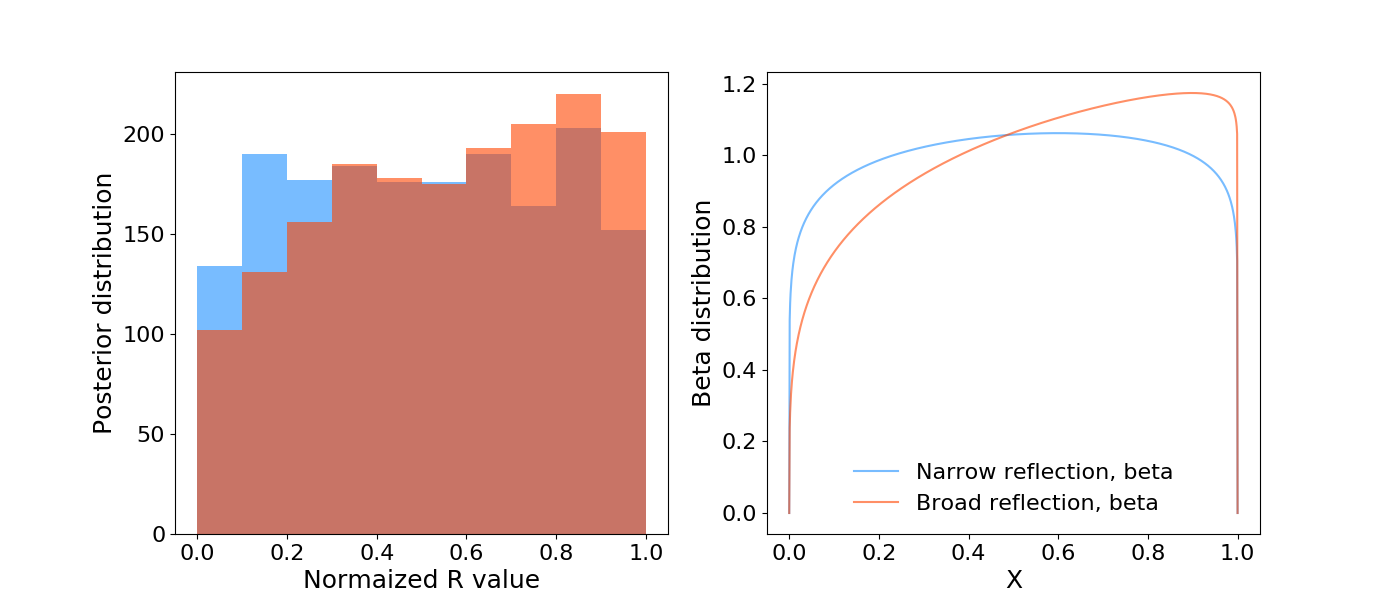 Posterior distribution
200
150
100
50
0
0.0 0.2 0.4 0.6 0.8 1.0
Normaized R value
Beta distribution
1.2
1.0
0.8
0.6
0.4
0.2
0.0
Narrow reflection, beta
Broad reflection, beta
0.0 0.2 0.4 0.6 0.8 1.0
X